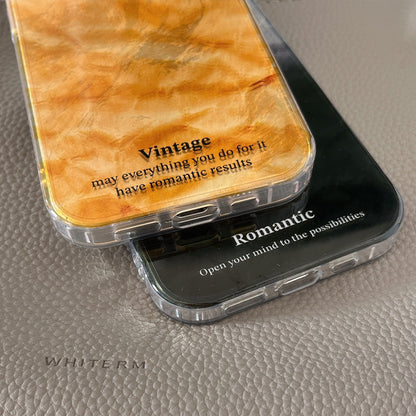 Vintage
may everything you do for it
have romantic results
Romantic
Open your mind to the possibilities
WHITERM